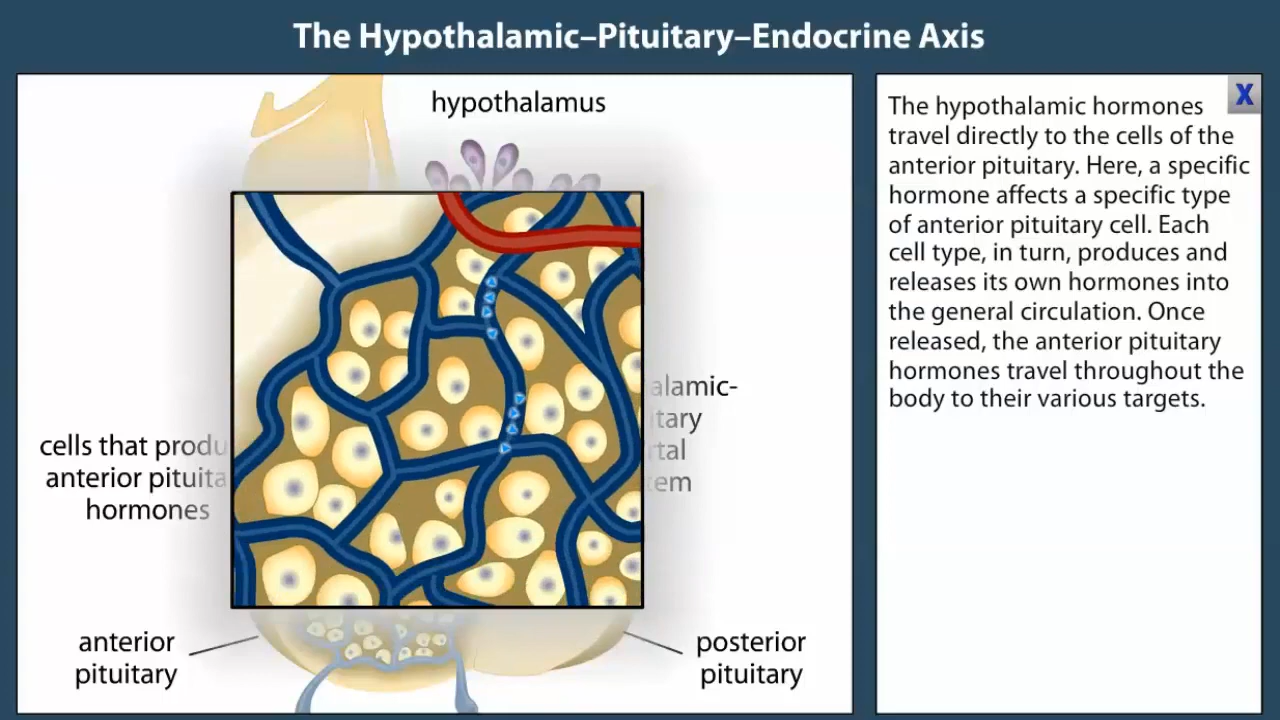 The Hypothalamic–Pituitary–Endocrine Axis
hypothalamus
cells that produ
anterior pituita
hormones
alamic-
itary
rtal
tem
anterior
pituitary
posterior
pituitary
X
The hypothalamic hormones
travel directly to the cells of the
anterior pituitary. Here, a specific
hormone affects a specific type
of anterior pituitary cell. Each
cell type, in turn, produces and
releases its own hormones into
the general circulation. Once
released, the anterior pituitary
hormones travel throughout the
body to their various targets.